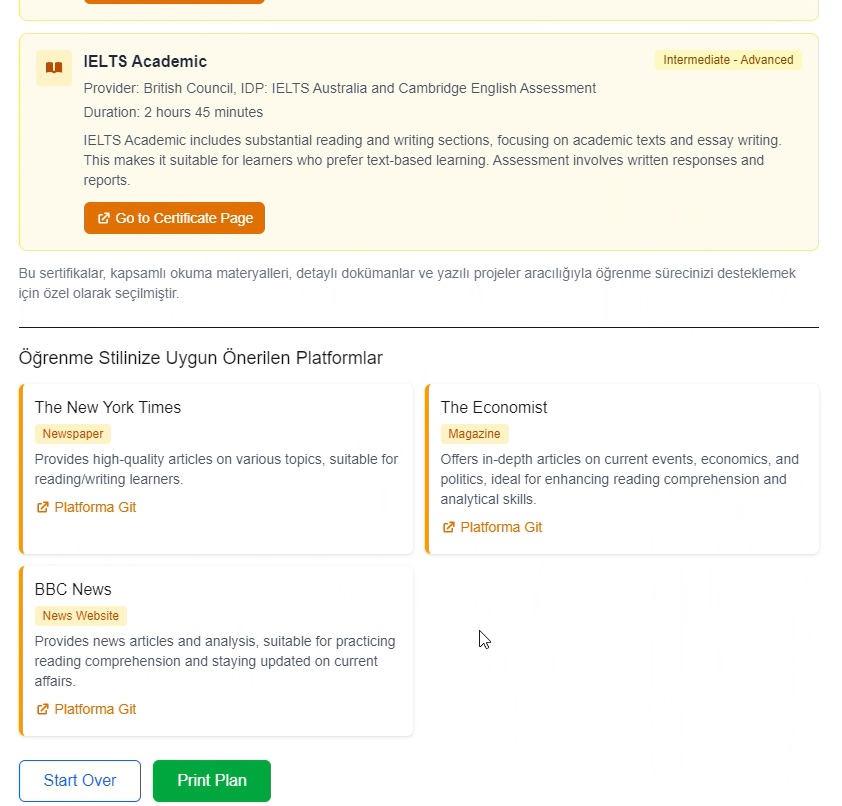 IELTS Academic
Intermediate - Advanced
Provider: British Council, IDP: IELTS Australia and Cambridge English Assessment
Duration: 2 hours 45 minutes
IELTS Academic includes substantial reading and writing sections, focusing on academic texts and essay writing.
This makes it suitable for learners who prefer text-based learning. Assessment involves written responses and
reports.
Go to Certificate Page
Bu sertifikalar, kapsamlı okuma materyalleri, detaylı dokümanlar ve yazılı projeler aracılığıyla öğrenme sürecinizi desteklemek
için özel olarak seçilmiştir.
Öğrenme Stilinize Uygun Önerilen Platformlar
The New York Times
Newspaper
Provides high-quality articles on various topics, suitable for
reading/writing learners.
Platforma Git
The Economist
Magazine
Offers in-depth articles on current events, economics, and
politics, ideal for enhancing reading comprehension and
analytical skills.
Platforma Git
BBC News
News Website
Provides news articles and analysis, suitable for practicing
reading comprehension and staying updated on current
affairs.
Platforma Git
Start Over
Print Plan